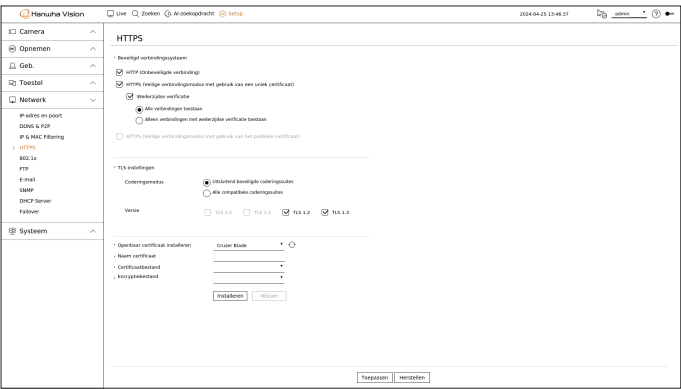 Hanwha Vision
Live Zoeken AI-zoekopdracht Setup
2024-04-25 13:46:37
admin
Camera
Opnemen
Geb.
Toestel
Netwerk
IP-adres en poort
DDNS & P2P
IP & MAC Filtering
HTTPS
802.1x
FTP
E-mail
SNMP
DHCP Server
Failover
Systeem
HTTPS
Beveiligd verbindingssysteem
HTTP (Onbeveiligde verbinding)
HTTPS (Veilige verbindingsmodus met gebruik van een uniek certificaat)
Wederzijdse verificatie
Alle verbindingen toestaan
Alleen verbindingen met wederzijdse verificatie toestaan
HTTPS (Veilige verbindingsmodus met gebruik van het publieke certificaat)
TLS-instellingen
Coderingsmodus
Uitsluitend beveiligde coderingssuites
Alle compatibele coderingssuites
Versie
TLS 1.0 TLS 1.1 TLS 1.2 TLS 1.3
Openbaar certificaat installeren
Cruzer Blade
Naam certificaat
Certificaatbestand
Encryptiebestand
Installeren Wissen
Toepassen Herstellen